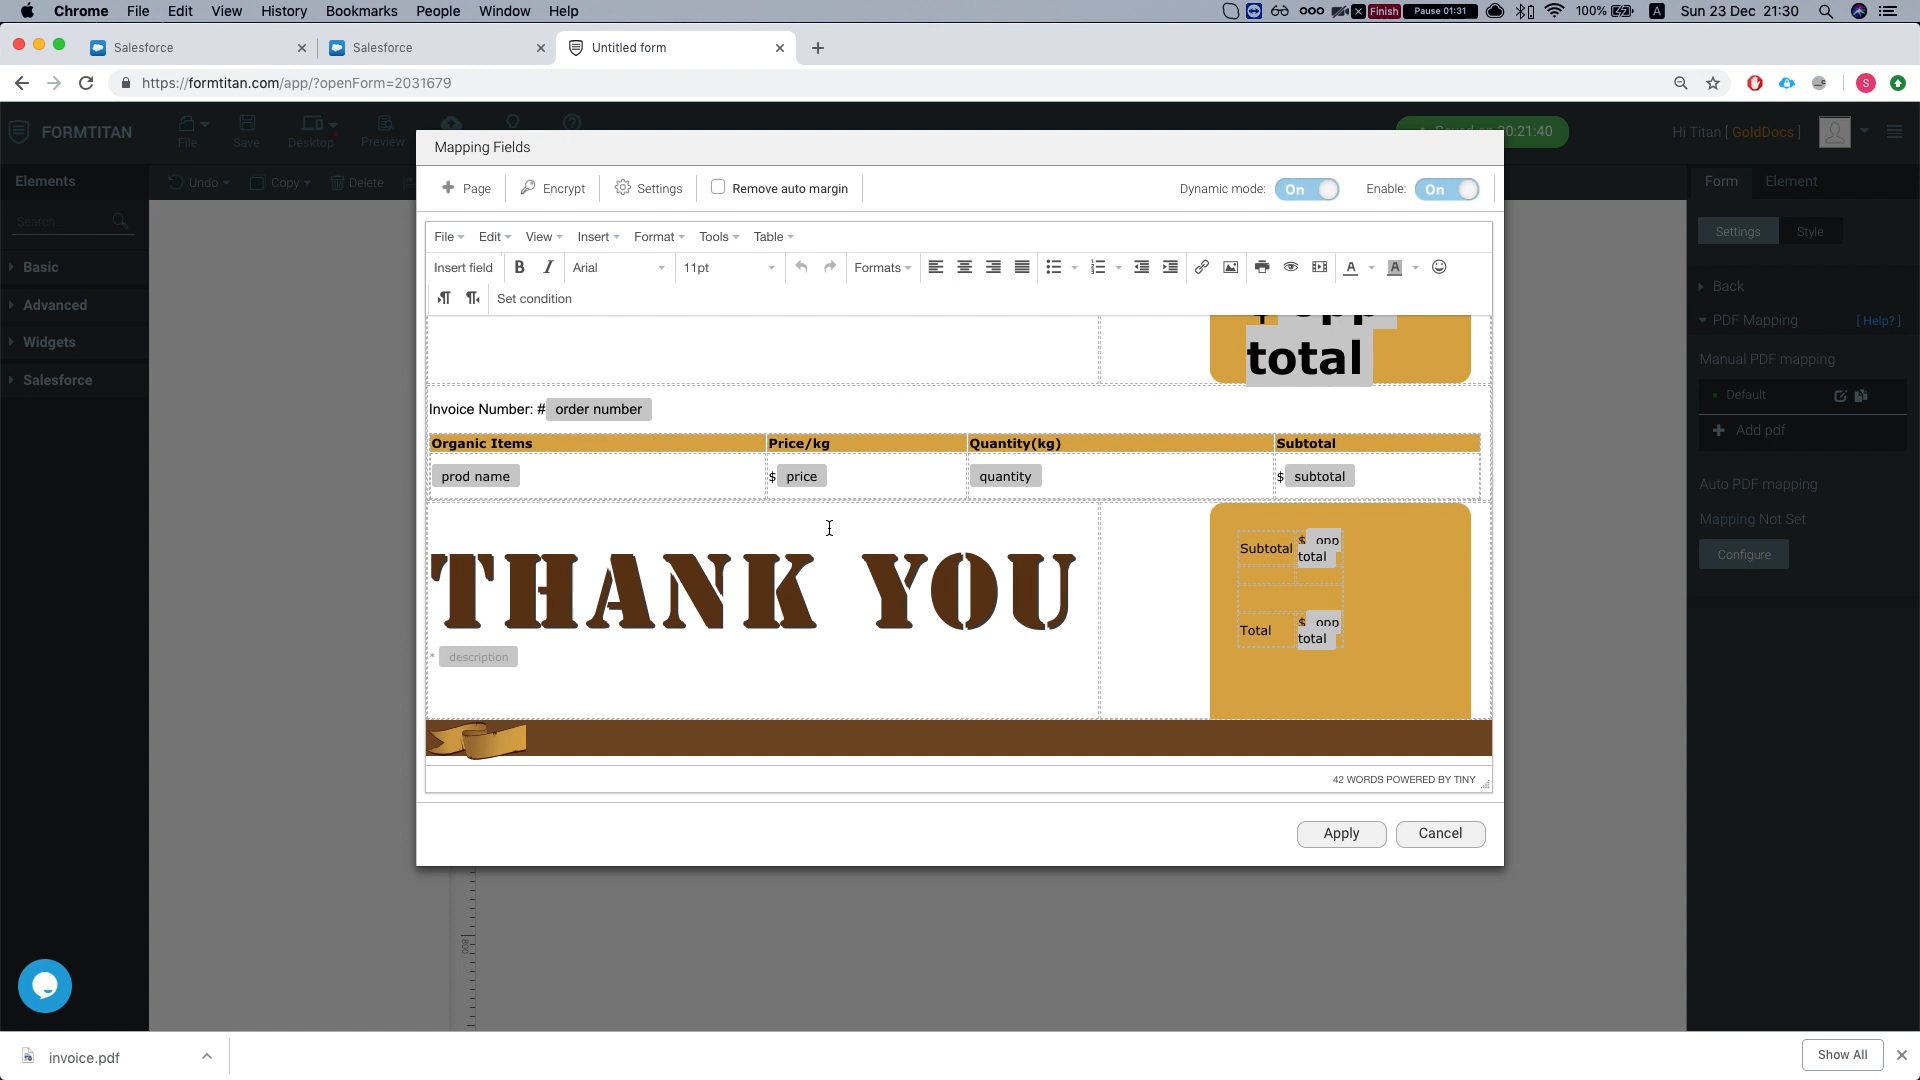 Chrome File Edit View History Bookmarks People Window Help
Finish Pause 01:31 100% A Sun 23 Dec 21:30
Salesforce Salesforce Untitled form
https://formtitan.com/app/?openForm=2031679 S
FORMTITAN File Save Desktop Preview Hi Titan [ GoldDocs ]
Mapping Fields
Elements Undo Copy Delete Form Element
Page Encrypt Settings Remove auto margin Dynamic mode: On Enable: On
Search...
Settings Style
File Edit View Insert Format Tools Table
Basic
Insert field B I Arial 11pt Formats A A
Back
Set condition
Advanced
PDF Mapping [ Help? ]
Widgets
total
Manual PDF mapping
Salesforce
Default
Invoice Number: # order number
Add pdf
Organic Items Price/kg Quantity(kg) Subtotal
prod name $ price quantity $ subtotal
Auto PDF mapping
Mapping Not Set
Configure
THANK YOU
Subtotal $ opp
total
Total $ opp
total
* description
42 WORDS POWERED BY TINY
Apply Cancel
800
invoice.pdf Show All